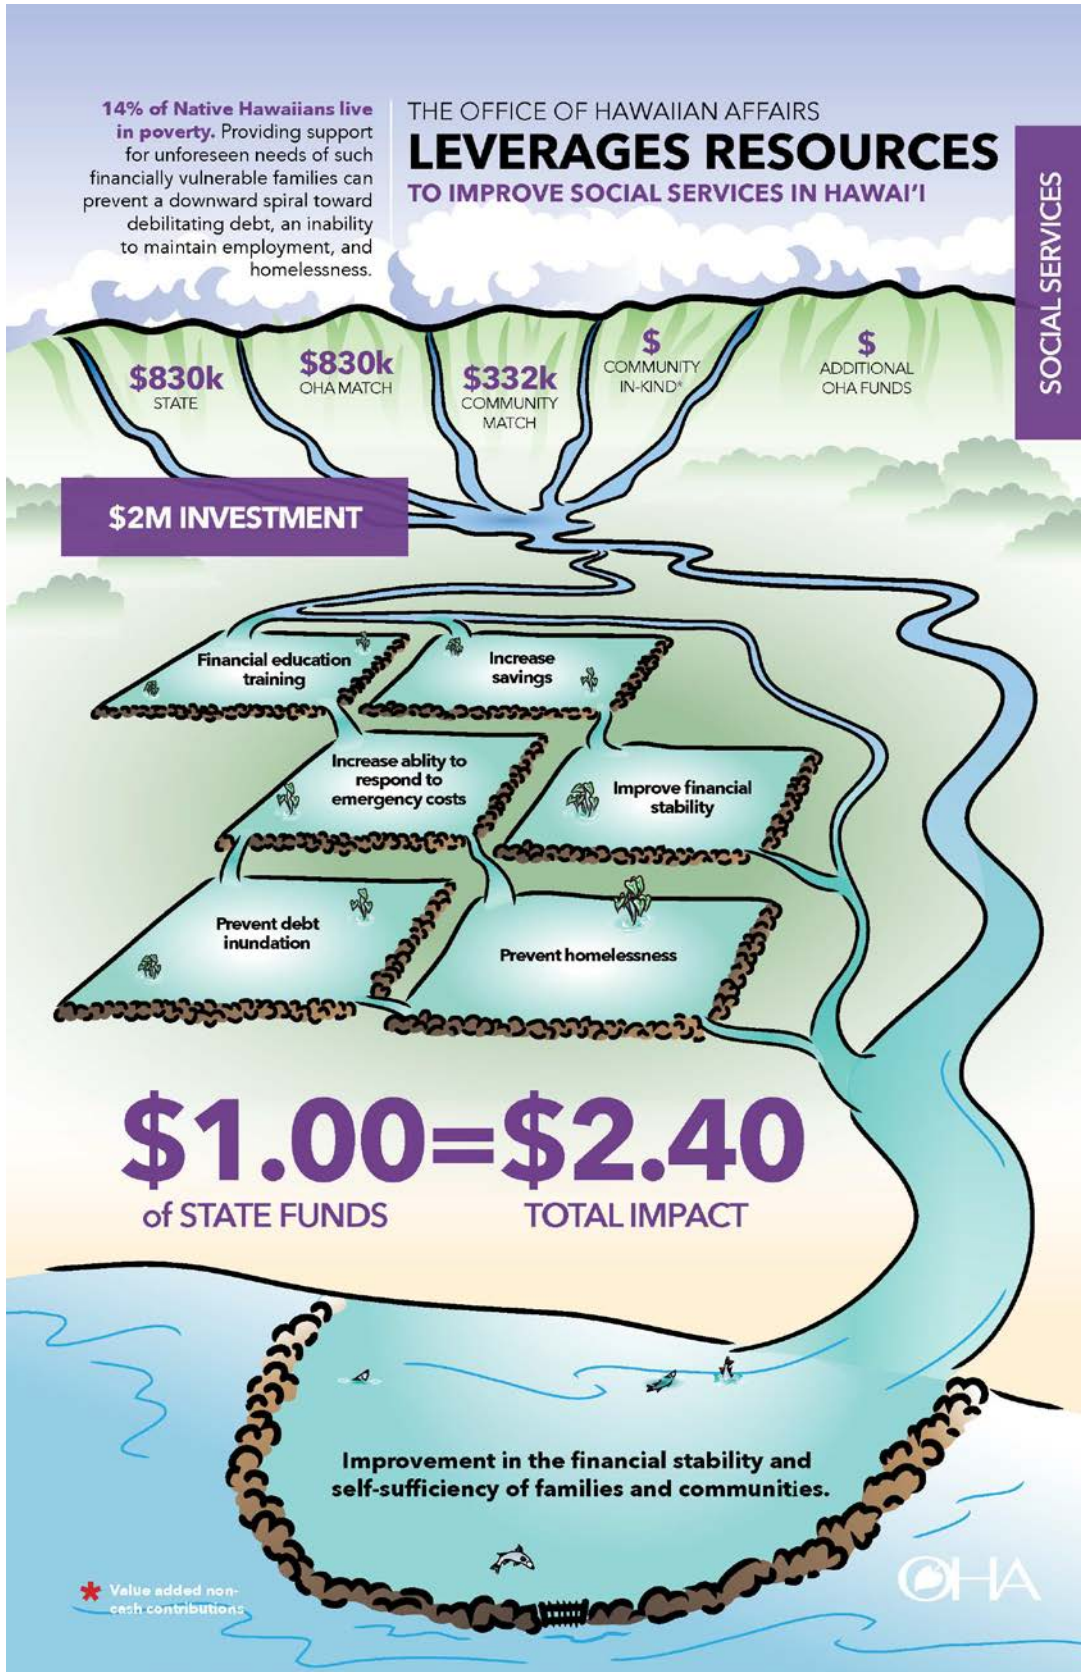 14% of Native Hawaiians live
in poverty. Providing support
for unforeseen needs of such
financially vulnerable families can
prevent a downward spiral toward
debilitating debt, an inability
to maintain employment, and
homelessness.
THE OFFICE OF HAWAIIAN AFFAIRS
LEVERAGES RESOURCES
TO IMPROVE SOCIAL SERVICES IN HAWAI'I
SOCIAL SERVICES
$830k
STATE
$830k
OHA MATCH
$332k
COMMUNITY
MATCH
$
COMMUNITY
IN-KIND*
$
ADDITIONAL
OHA FUNDS
$2M INVESTMENT
Financial education
training
Increase
savings
Increase ablity to
respond to
emergency costs
Improve financial
stability
Prevent debt
inundation
Prevent homelessness
$1.00=$2.40
of STATE FUNDS
TOTAL IMPACT
Improvement in the financial stability and
self-sufficiency of families and communities.
* Value added non-
cash contributions
OHA